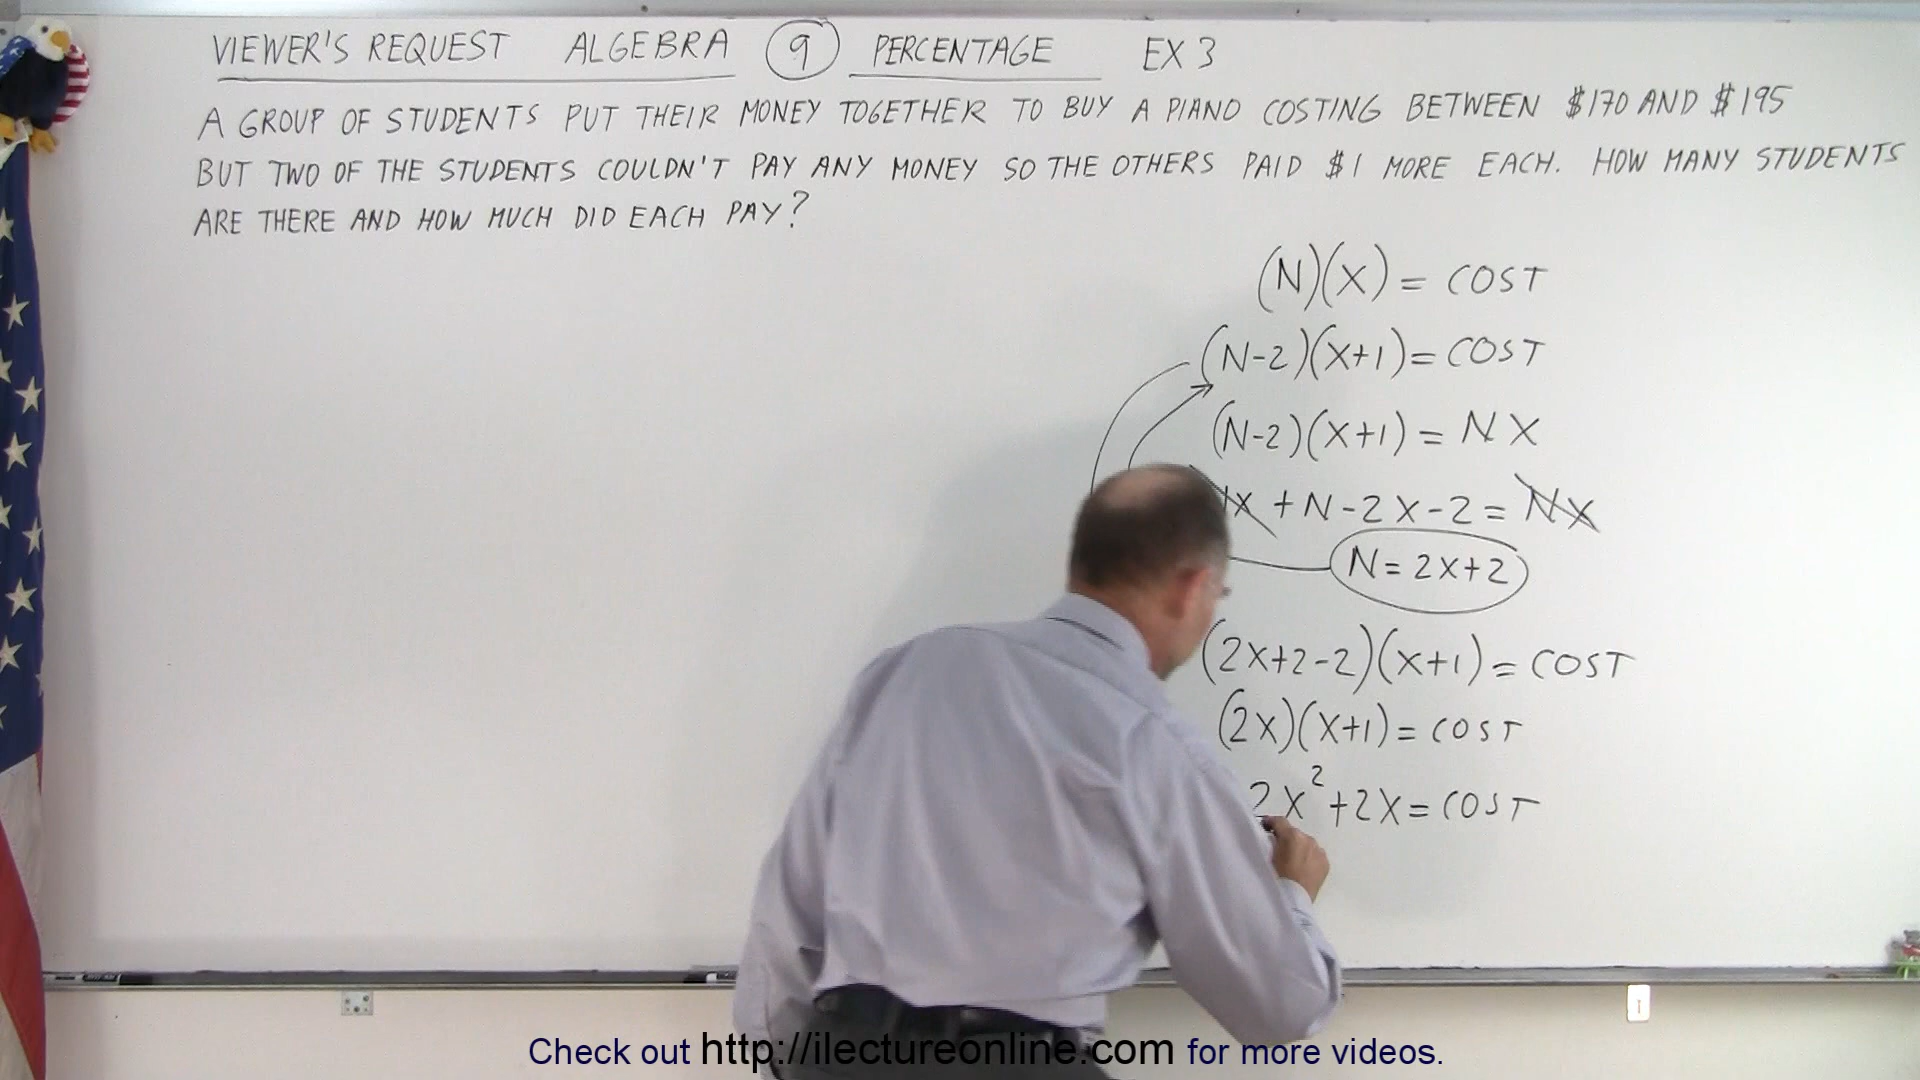 VIEWER'S REQUEST ALGEBRA 9 PERCENTAGE EX 3
A GROUP OF STUDENTS PUT THEIR MONEY TOGETHER TO BUY A PIANO COSTING BETWEEN $170 AND $195
BUT TWO OF THE STUDENTS COULDN'T PAY ANY MONEY SO THE OTHERS PAID $1 MORE EACH. HOW MANY STUDENTS
ARE THERE AND HOW MUCH DID EACH PAY?
(N)(X) = COST
(N-2)(X+1) = COST
(N-2)(X+1) = NX
X + N - 2X - 2 = NX
N = 2X+2
(2X+2-2)(X+1) = COST
(2X)(X+1) = COST
2X²+2X = COST
Check out http://ilectureonline.com for more videos.